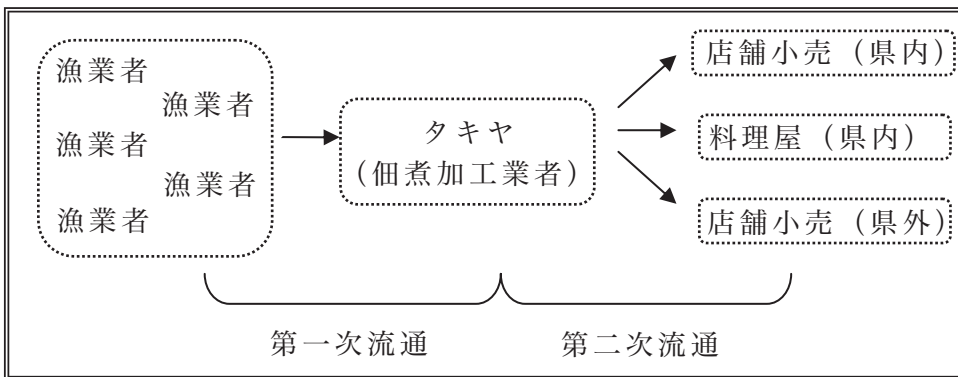 漁業者
漁業者
漁業者
漁業者
漁業者
タキヤ
（佃煮加工業者）
店舗小売（県内）
料理屋（県内）
店舗小売（県外）
第一次流通
第二次流通